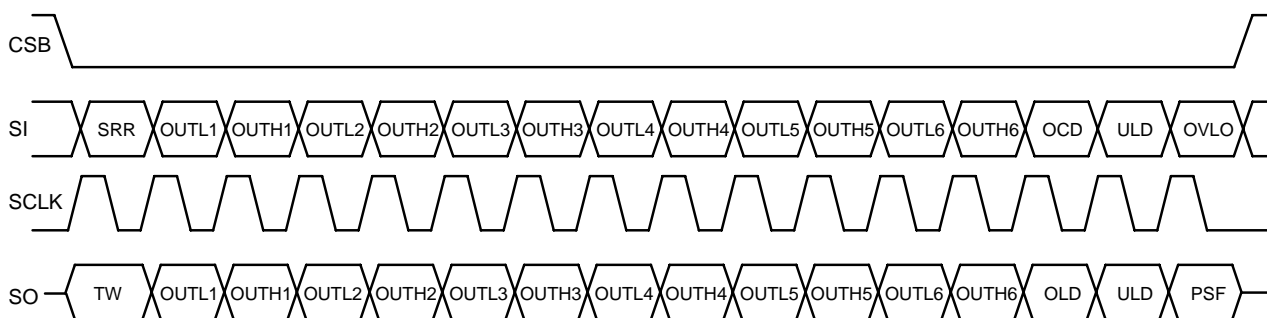 CSB
SI SRR OUTL1 OUTH1 OUTL2 OUTH2 OUTL3 OUTH3 OUTL4 OUTH4 OUTL5 OUTH5 OUTL6 OUTH6 OCD ULD OVLO
SCLK
SO TW OUTL1 OUTH1 OUTL2 OUTH2 OUTL3 OUTH3 OUTL4 OUTH4 OUTL5 OUTH5 OUTL6 OUTH6 OLD ULD PSF